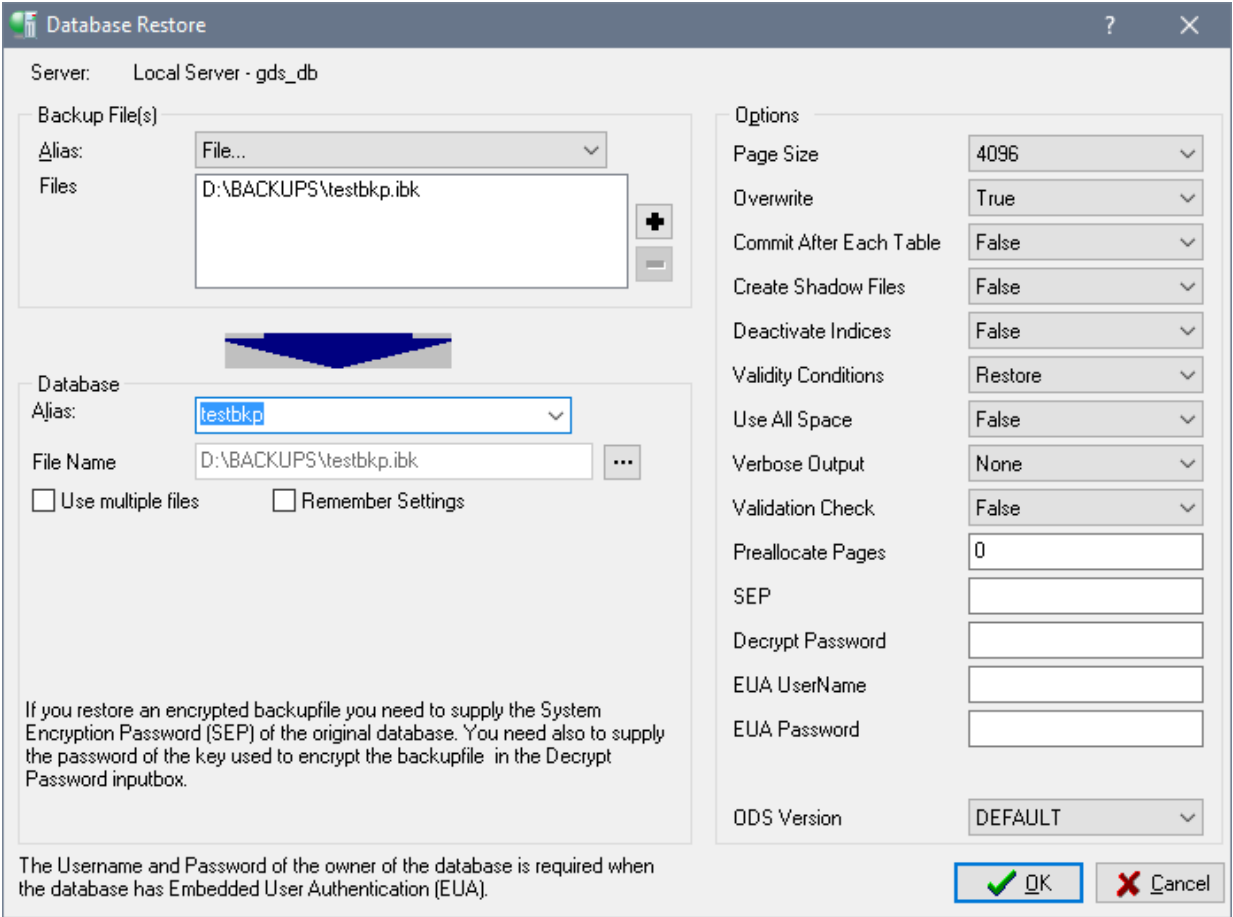 Database Restore
?
Server: Local Server - gds_db
Backup File(s)
Alias: File...
Files D:\BACKUPS\testbkp.ibk
Database
Alias: testbkp
File Name D:\BACKUPS\testbkp.ibk ...
Use multiple files Remember Settings
If you restore an encrypted backupfile you need to supply the System
Encryption Password (SEP) of the original database. You need also to supply
the password of the key used to encrypt the backupfile in the Decrypt
Password inputbox.
The Username and Password of the owner of the database is required when
the database has Embedded User Authentication (EUA).
Options
Page Size 4096
Overwrite True
Commit After Each Table False
Create Shadow Files False
Deactivate Indices False
Validity Conditions Restore
Use All Space False
Verbose Output None
Validation Check False
Preallocate Pages 0
SEP
Decrypt Password
EUA UserName
EUA Password
ODS Version DEFAULT
OK Cancel